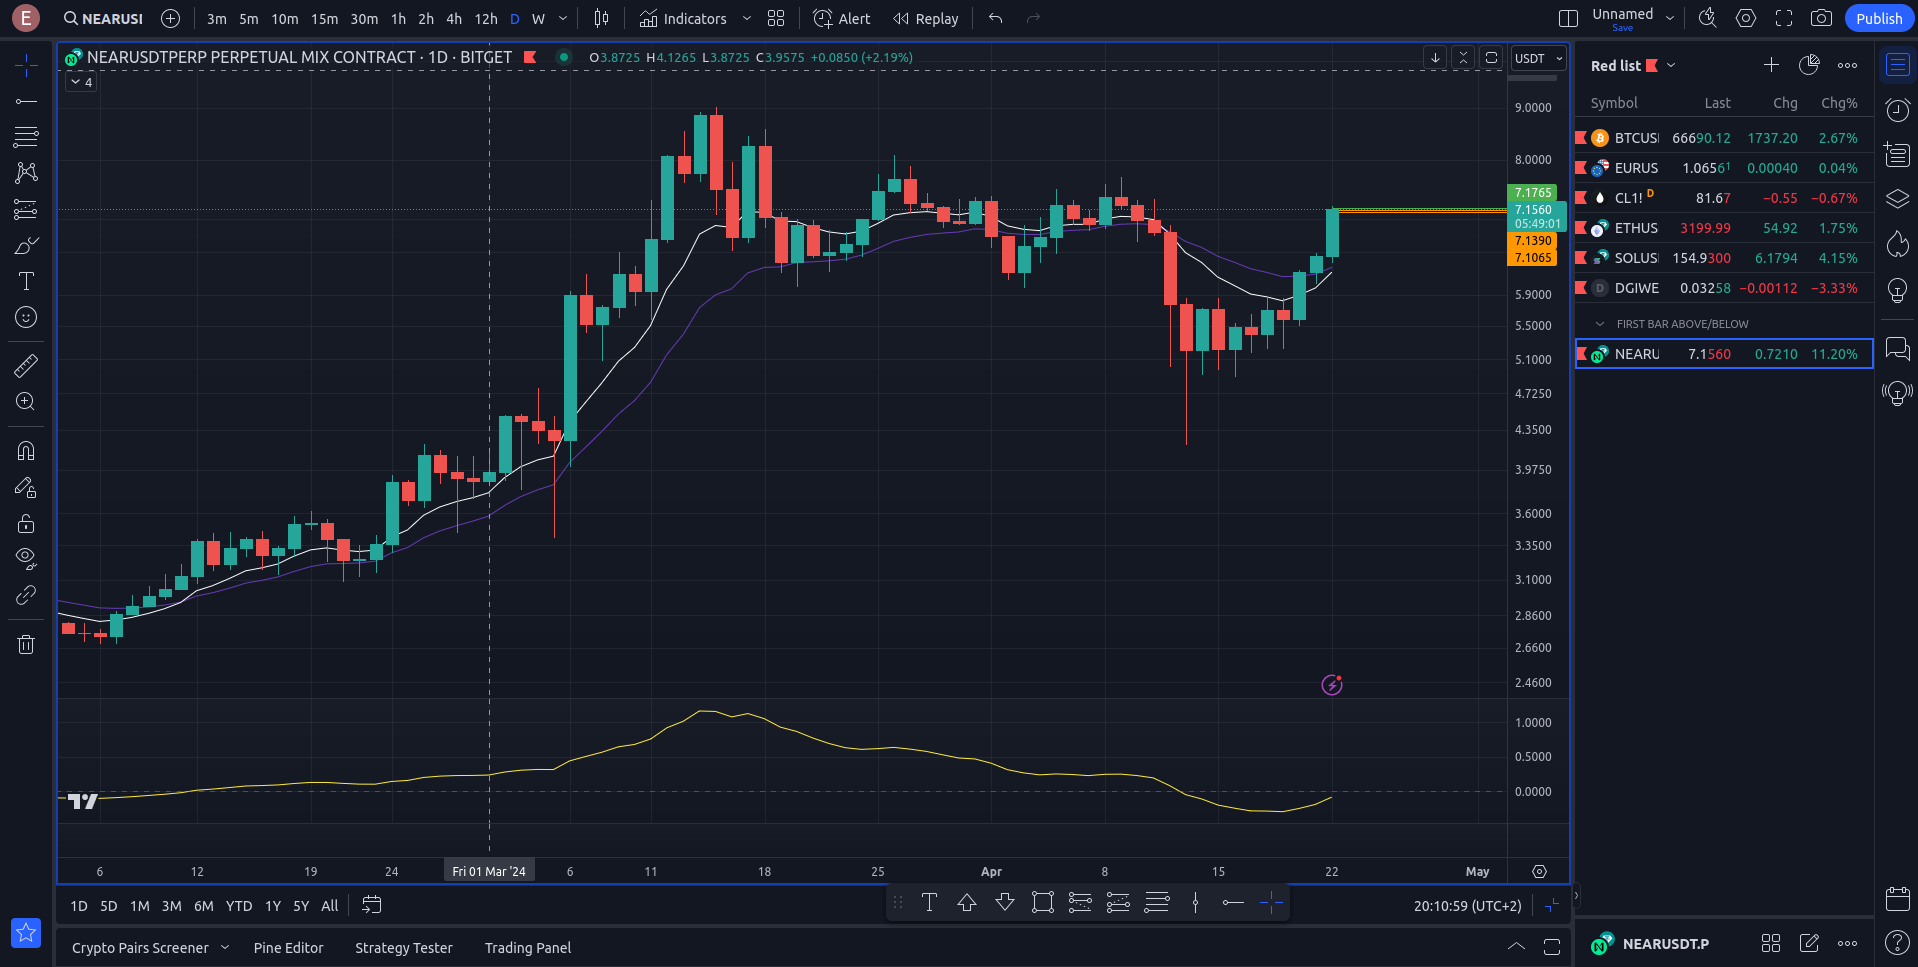 E
NEARUSI
3m 5m 10m 15m 30m 1h 2h 4h 12h D W
Indicators
Alert
Replay
Unnamed
Save
Publish
NEARUSDTPERP PERPETUAL MIX CONTRACT · 1D · BITGET
O3.8725 H4.1265 L3.8725 C3.9575 +0.0850 (+2.19%)
4
USDT
9.0000
8.0000
7.1765
7.1560
05:49:01
7.1390
7.1065
5.9000
5.5000
5.1000
4.7250
4.3500
3.9750
3.6000
3.3500
3.1000
2.8600
2.6600
2.4600
1.0000
0.5000
0.0000
6 12 19 24 Fri 01 Mar '24 6 11 18 25 Apr 8 15 22 May
1D 5D 1M 3M 6M YTD 1Y 5Y All
20:10:59 (UTC+2)
Crypto Pairs Screener Pine Editor Strategy Tester Trading Panel
Red list
Symbol Last Chg Chg%
BTCUSI 66690.12 1737.20 2.67%
EURUS 1.06561 0.00040 0.04%
CL1! D 81.67 −0.55 −0.67%
ETHUS 3199.99 54.92 1.75%
SOLUSI 154.9300 6.1794 4.15%
D DGIWE 0.03258 −0.00112 −3.33%
FIRST BAR ABOVE/BELOW
NEARU 7.1560 0.7210 11.20%
NEARUSDT.P